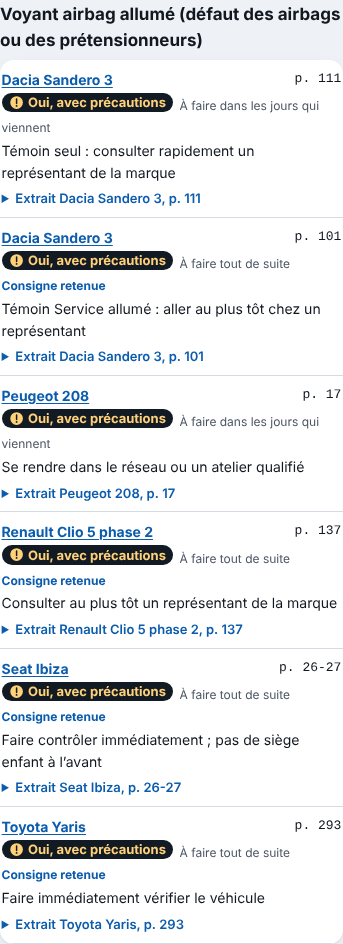 Voyant airbag allumé (défaut des airbags
ou des prétensionneurs)
Dacia Sandero 3 p. 111
! Oui, avec précautions À faire dans les jours qui
viennent
Témoin seul : consulter rapidement un
représentant de la marque
▶ Extrait Dacia Sandero 3, p. 111
Dacia Sandero 3 p. 101
! Oui, avec précautions À faire tout de suite
Consigne retenue
Témoin Service allumé : aller au plus tôt chez un
représentant
▶ Extrait Dacia Sandero 3, p. 101
Peugeot 208 p. 17
! Oui, avec précautions À faire dans les jours qui
viennent
Se rendre dans le réseau ou un atelier qualifié
▶ Extrait Peugeot 208, p. 17
Renault Clio 5 phase 2 p. 137
! Oui, avec précautions À faire tout de suite
Consigne retenue
Consulter au plus tôt un représentant de la marque
▶ Extrait Renault Clio 5 phase 2, p. 137
Seat Ibiza p. 26-27
! Oui, avec précautions À faire tout de suite
Consigne retenue
Faire contrôler immédiatement ; pas de siège
enfant à l’avant
▶ Extrait Seat Ibiza, p. 26-27
Toyota Yaris p. 293
! Oui, avec précautions À faire tout de suite
Consigne retenue
Faire immédiatement vérifier le véhicule
▶ Extrait Toyota Yaris, p. 293